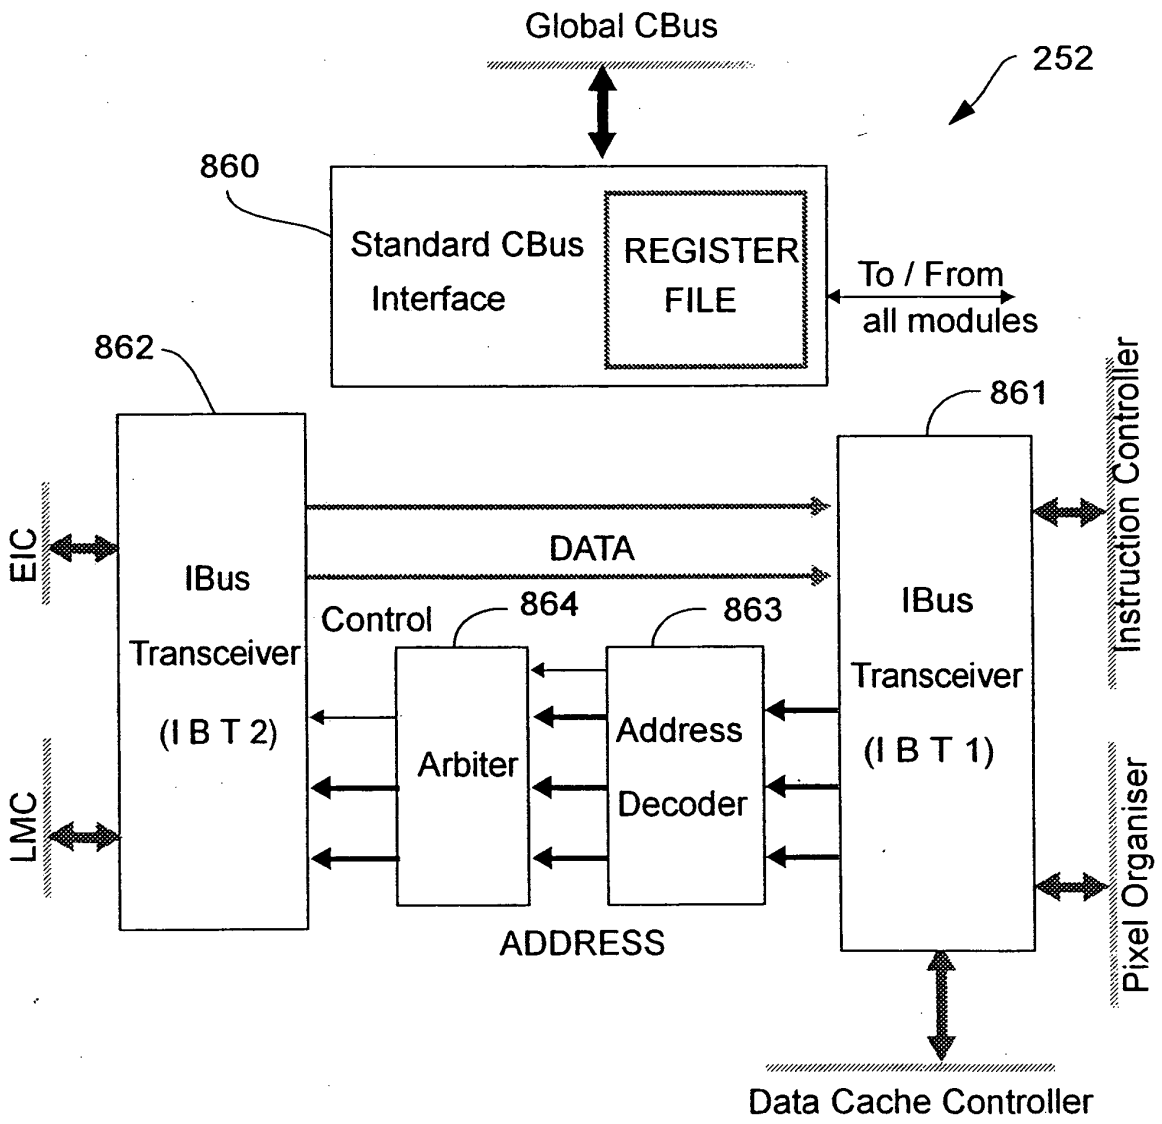 Global CBus
252
860
Standard CBus
Interface
REGISTER
FILE
To / From
all modules
862
861
Instruction Controller
EIC
DATA
IBus
Transceiver
(I B T 2)
IBus
Transceiver
(I B T 1)
Control
864
863
Arbiter
Address
Decoder
LMC
Pixel Organiser
ADDRESS
Data Cache Controller